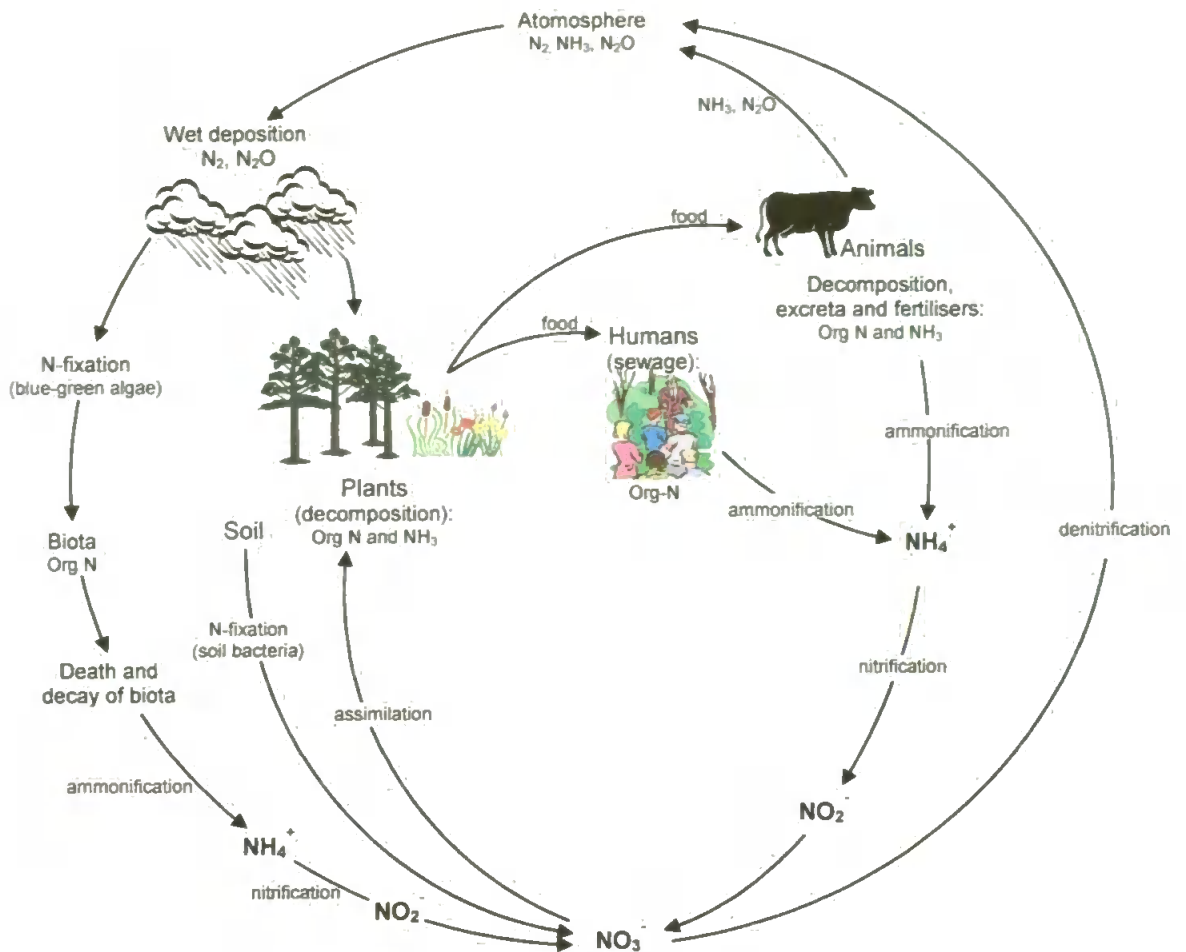 Atomosphere
N₂, NH₃, N₂O
NH₃, N₂O
Wet deposition
N₂, N₂O
food
Animals
Decomposition,
excreta and fertilisers:
Org N and NH₃
food
Humans
(sewage):
Org-N
N-fixation
(blue-green algae)
ammonification
Plants
(decomposition):
Org N and NH₃
ammonification
NH₄⁺
denitrification
Soil
Biota
Org N
N-fixation
(soil bacteria)
nitrification
Death and
decay of biota
assimilation
ammonification
NO₂⁻
NH₄⁺
nitrification
NO₂⁻
NO₃⁻